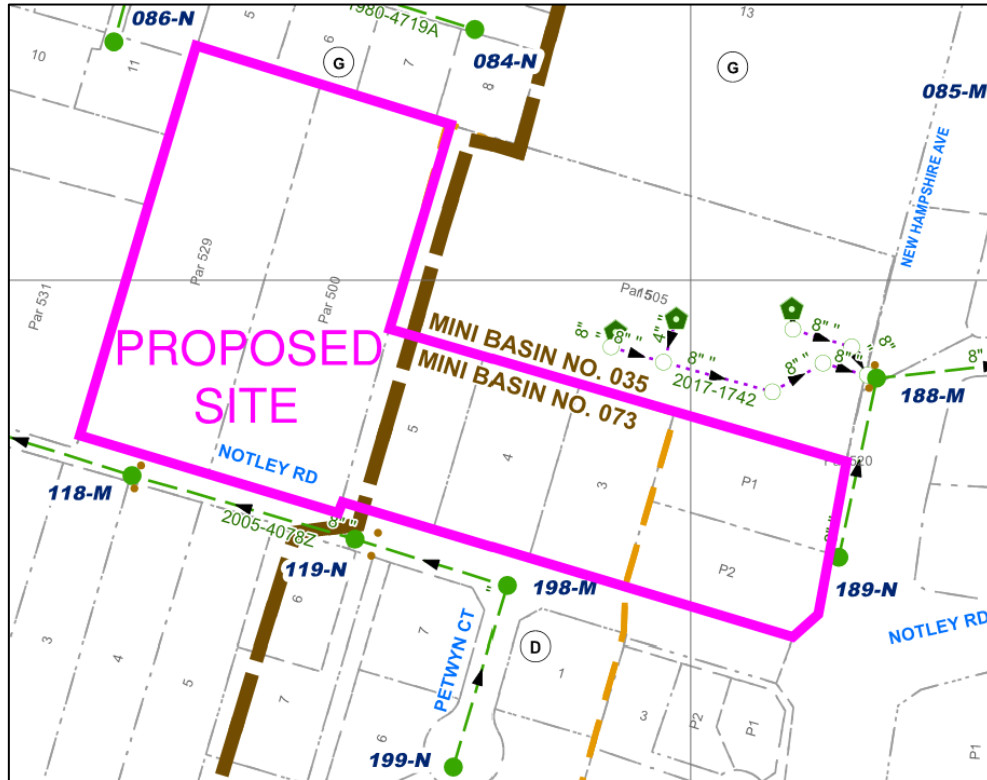 086-N
1980-4719A
5
6
7
8
10
11
G
084-N
13
G
085-M
NEW HAMPSHIRE AVE
Par 531
Par 529
Par 500
PROPOSED
SITE
MINI BASIN NO. 035
MINI BASIN NO. 073
8"
8" "
4" "
8" "
2017-1742
8" "
8" "
8" "
8"
8"
188-M
5
4
3
P1
P2
NOTLEY RD
118-M
2005-4078Z
8" "
119-N
198-M
189-N
NOTLEY RD
PETWYN CT
D
3
4
5
6
7
7
6
1
3
P2
P1
P1
199-N